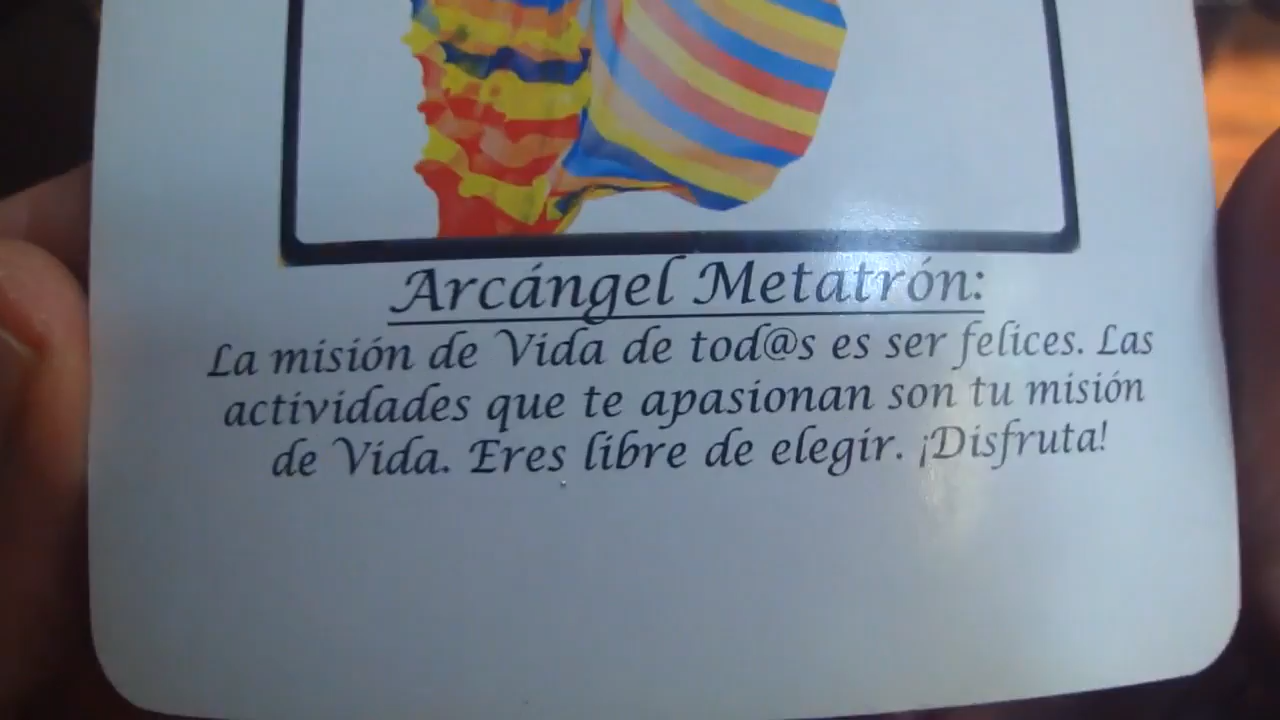 Arcángel Metatrón:
La misión de Vida de tod@s es ser felices. Las
actividades que te apasionan son tu misión
de Vida. Eres libre de elegir. ¡Disfruta!